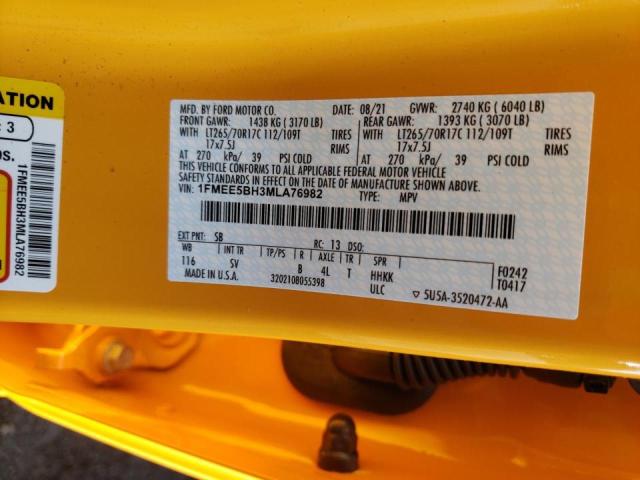 ATION
: 3
OS.
1FMEE5BH3MLA76982
MFD. BY FORD MOTOR CO. 08/21 GVWR: 2740 KG ( 6040 LB)
FRONT GAWR: 1438 KG ( 3170 LB) REAR GAWR: 1393 KG ( 3070 LB)
WITH LT265/70R17C 112/109T TIRES WITH LT265/70R17C 112/109T TIRES
17x7.5J RIMS 17x7.5J RIMS
AT 270 kPa/ 39 PSI COLD AT 270 kPa/ 39 PSI COLD
THIS VEHICLE CONFORMS TO ALL APPLICABLE FEDERAL MOTOR VEHICLE
SAFETY STANDARDS IN EFFECT ON THE DATE OF MANUFACTURE SHOWN ABOVE.
VIN: 1FMEE5BH3MLA76982 TYPE: MPV
EXT PNT: SB RC: 13 DSO:
WB INT TR TP/PS R AXLE TR SPR
116 SV B 4L T HHKK F0242
MADE IN U.S.A. 320210B055398 ULC 5U5A-3520472-AA T0417